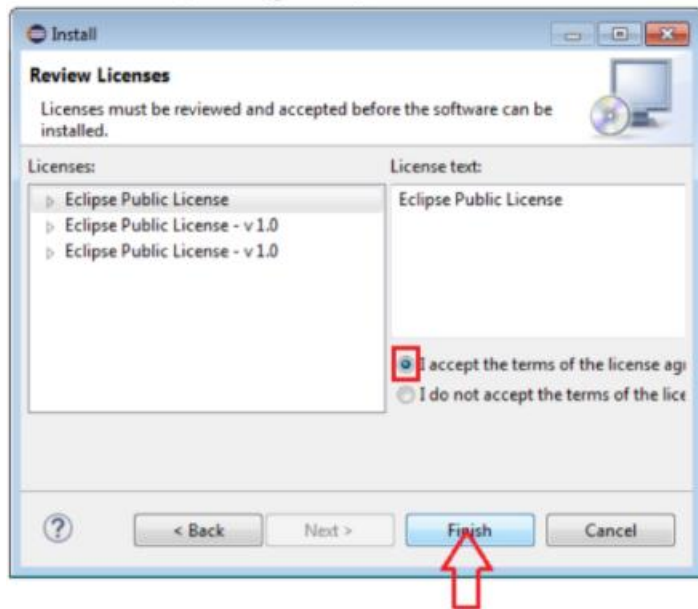 Install
Review Licenses
Licenses must be reviewed and accepted before the software can be
installed.
Licenses:
License text:
Eclipse Public License
Eclipse Public License - v 1.0
Eclipse Public License - v 1.0
Eclipse Public License
I accept the terms of the license agr
I do not accept the terms of the lice
?
< Back
Next >
Finish
Cancel